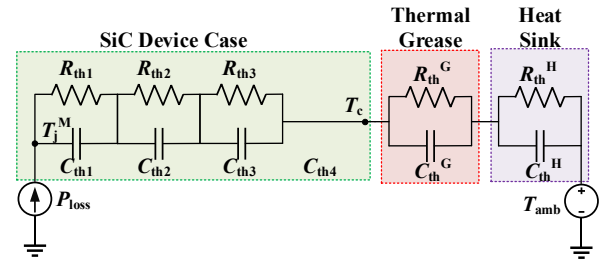 Thermal Grease
Heat Sink
SiC Device Case
Rth1
Rth2
Rth3
RthG
RthH
TjM
Tc
Cth1
Cth2
Cth3
Cth4
CthG
CthH
Ploss
Tamb
+
−